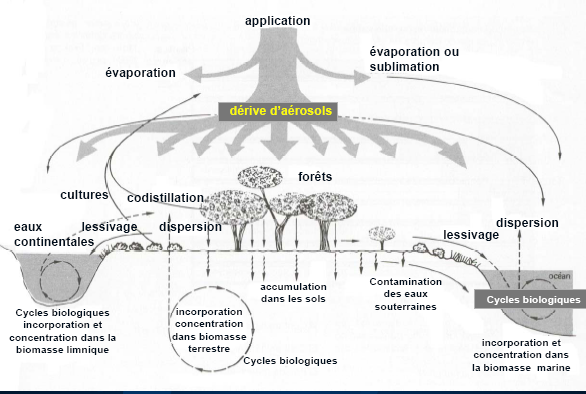 application
évaporation
évaporation ou
sublimation
dérive d'aérosols
forêts
cultures
codistillation
eaux
continentales
lessivage
dispersion
lessivage
dispersion
océan
accumulation
dans les sols
Contamination
des eaux
souterraines
Cycles biologiques
Cycles biologiques
incorporation et
concentration dans la
biomasse limnique
incorporation
concentration
dans biomasse
terrestre
Cycles biologiques
incorporation et
concentration dans
la biomasse marine